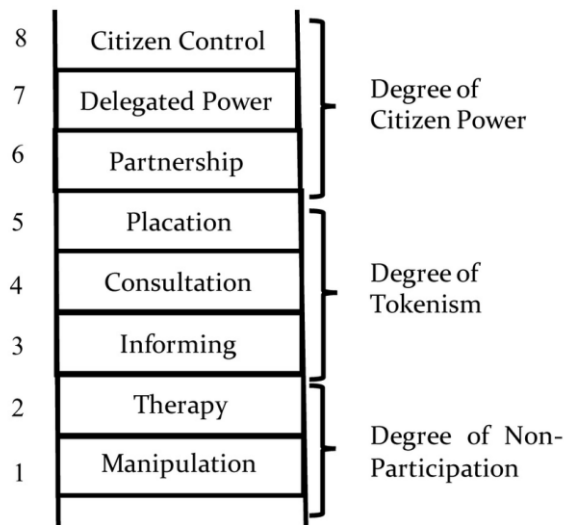 8 Citizen Control
7 Delegated Power
6 Partnership
Degree of
Citizen Power
5 Placation
4 Consultation
3 Informing
Degree of
Tokenism
2 Therapy
1 Manipulation
Degree of Non-
Participation